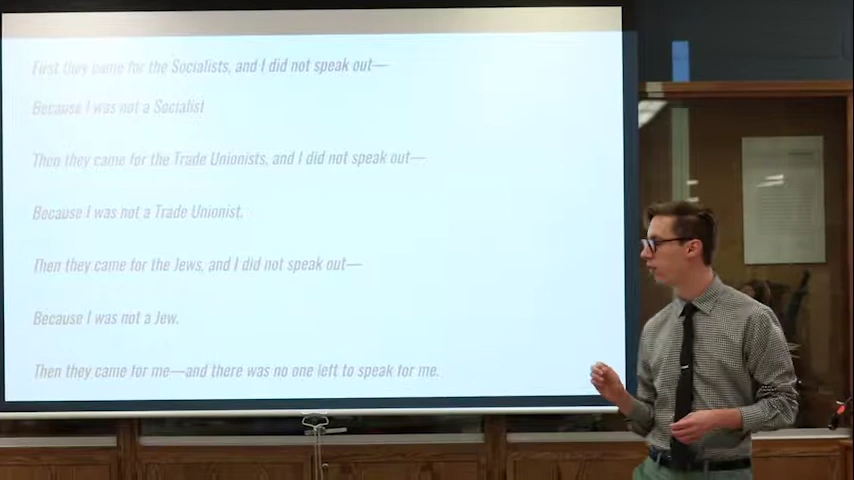 First they came for the Socialists, and I did not speak out—
Because I was not a Socialist
Then they came for the Trade Unionists, and I did not speak out—
Because I was not a Trade Unionist.
Then they came for the Jews, and I did not speak out—
Because I was not a Jew.
Then they came for me—and there was no one left to speak for me.